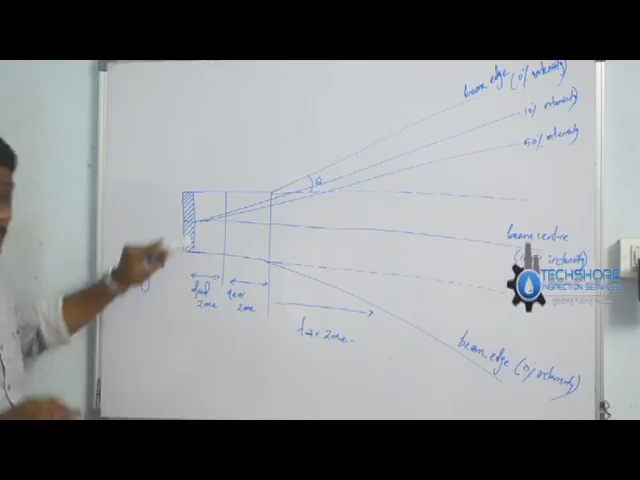 beam edge (0% intensity)
10% intensity
50% intensity
θ
beam centre
intensity)
TECHSHORE
INSPECTION SERVICES
dead
zone
near
zone
far zone
beam edge (0% intensity)